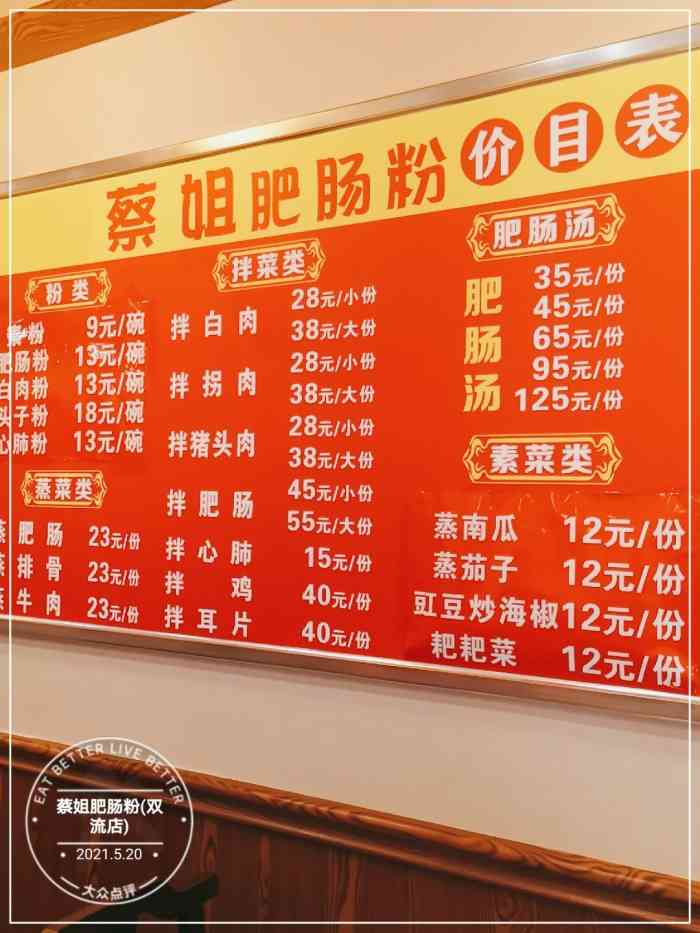 蔡姐肥肠粉价目表
粉类
素粉 9元/碗
肥肠粉 13元/碗
白肉粉 13元/碗
头子粉 18元/碗
心肺粉 13元/碗
蒸菜类
蒸肥肠 23元/份
蒸排骨 23元/份
蒸牛肉 23元/份
拌菜类
拌白肉 28元/小份
38元/大份
拌拐肉 28元/小份
38元/大份
拌猪头肉 28元/小份
38元/大份
拌肥肠 45元/小份
55元/大份
拌心肺 15元/份
拌鸡 40元/份
拌耳片 40元/份
肥肠汤
肥肠汤
35元/份
45元/份
65元/份
95元/份
125元/份
素菜类
蒸南瓜 12元/份
蒸茄子 12元/份
豇豆炒海椒 12元/份
耙耙菜 12元/份
EAT BETTER LIVE BETTER
蔡姐肥肠粉(双
流店)
2021.5.20
大众点评